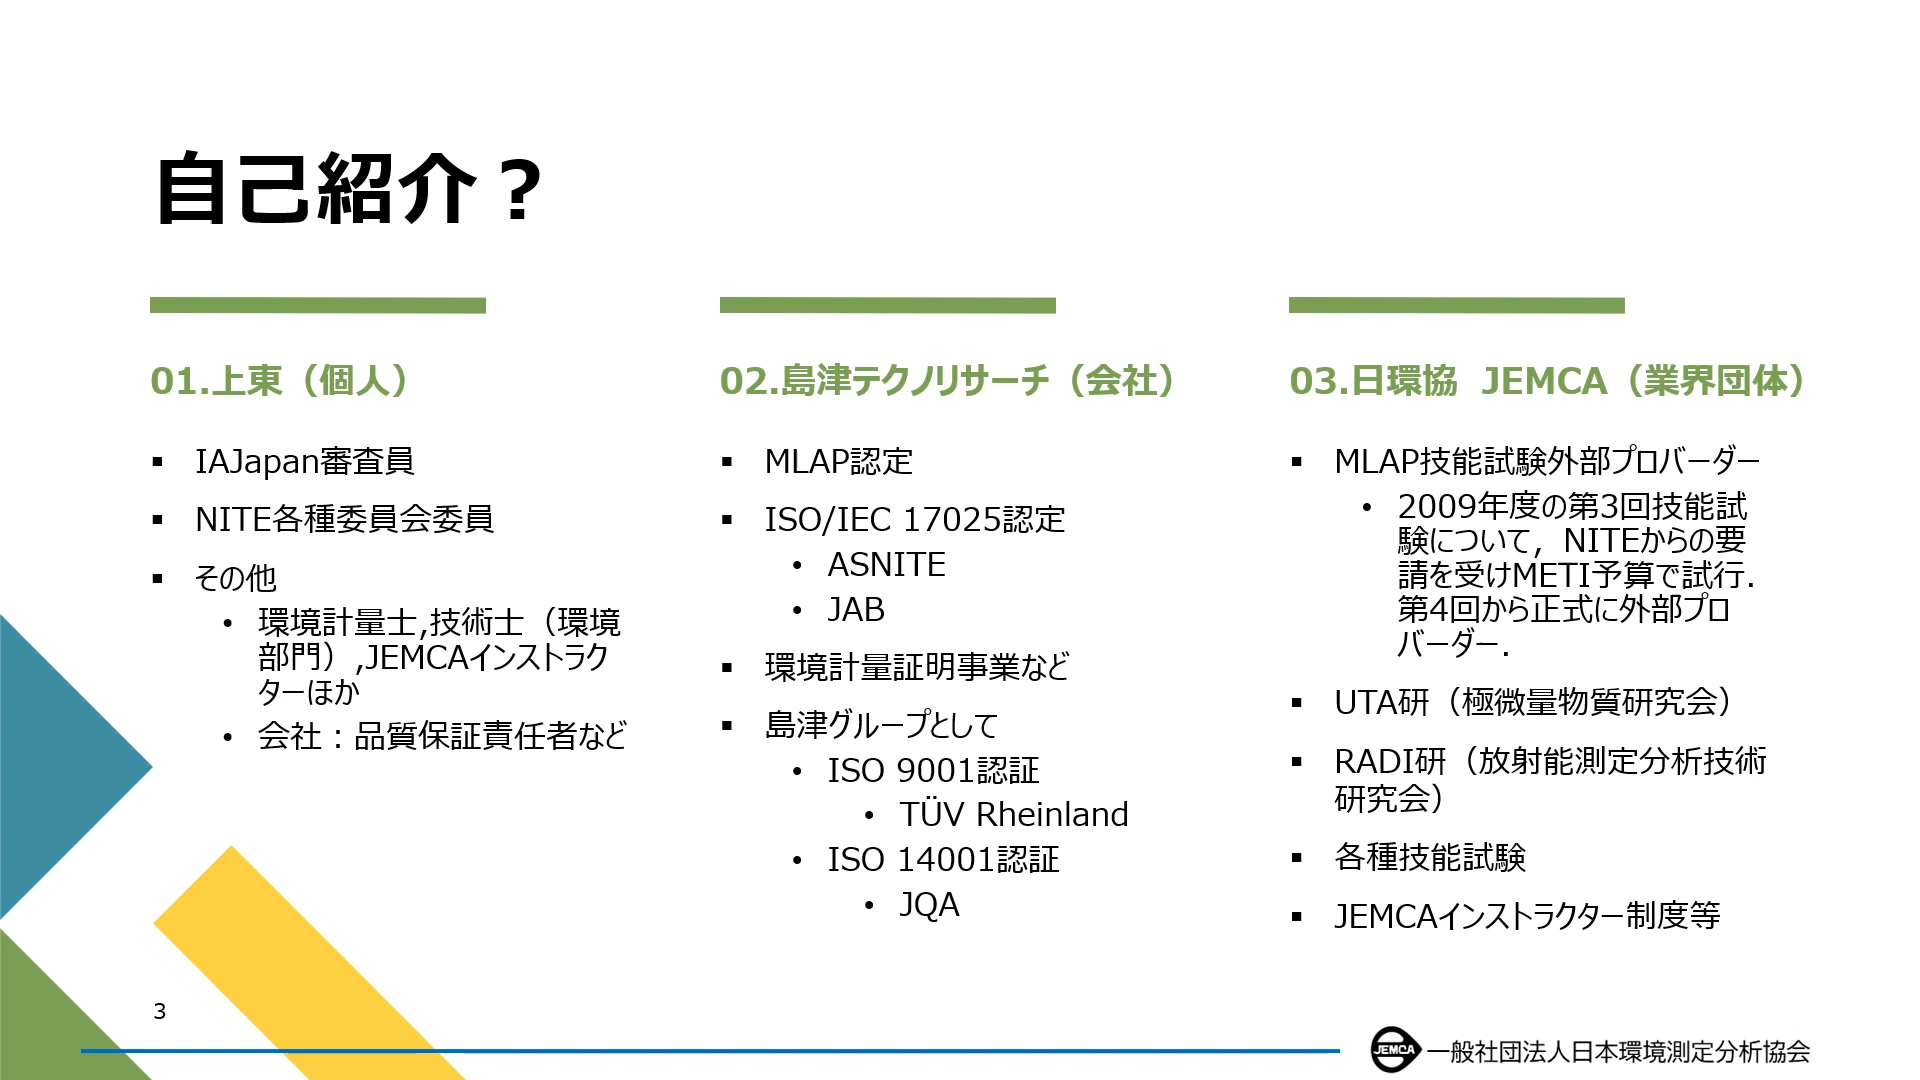 自己紹介？
01.上東（個人）
▪ IAJapan審査員
▪ NITE各種委員会委員
▪ その他
• 環境計量士,技術士（環境
部門）,JEMCAインストラク
ターほか
• 会社：品質保証責任者など
02.島津テクノリサーチ（会社）
▪ MLAP認定
▪ ISO/IEC 17025認定
• ASNITE
• JAB
▪ 環境計量証明事業など
▪ 島津グループとして
• ISO 9001認証
• TÜV Rheinland
• ISO 14001認証
• JQA
03.日環協 JEMCA（業界団体）
▪ MLAP技能試験外部プロバーダー
• 2009年度の第3回技能試
験について，NITEからの要
請を受けMETI予算で試行．
第4回から正式に外部プロ
バーダー．
▪ UTA研（極微量物質研究会）
▪ RADI研（放射能測定分析技術
研究会）
▪ 各種技能試験
▪ JEMCAインストラクター制度等
3
JEMCA 一般社団法人日本環境測定分析協会